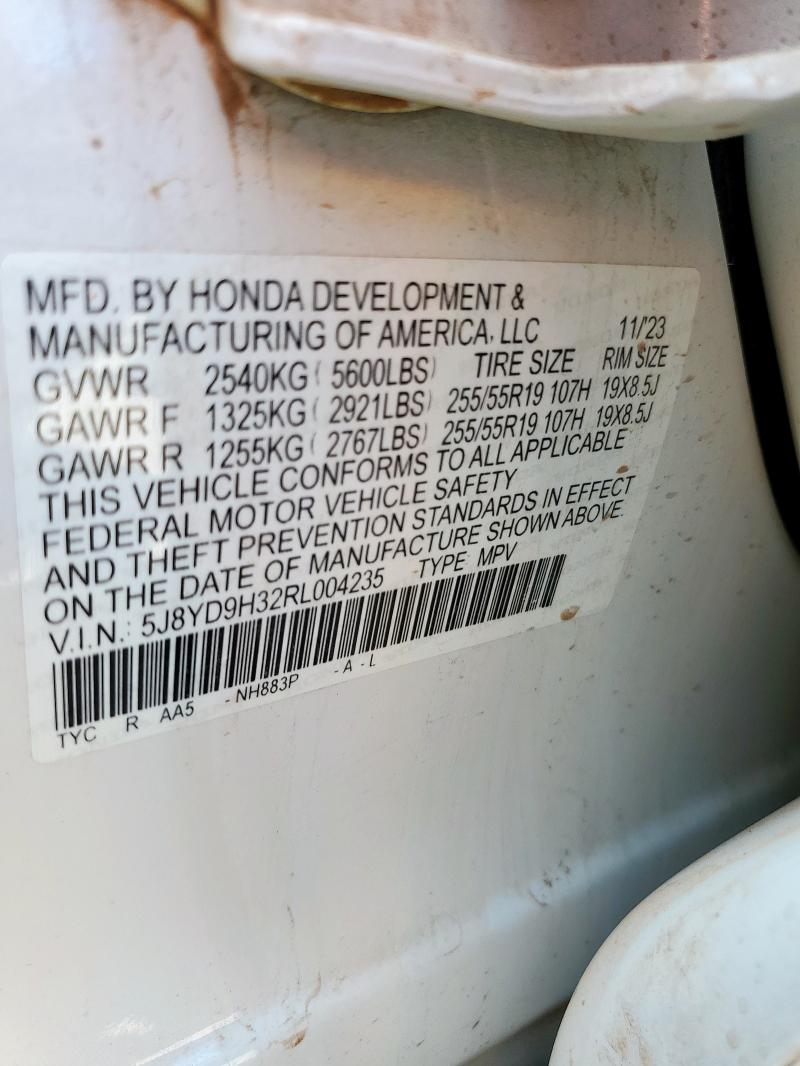 MFD. BY HONDA DEVELOPMENT &
MANUFACTURING OF AMERICA, LLC 11/'23
GVWR 2540KG ( 5600LBS) TIRE SIZE RIM SIZE
GAWR F 1325KG ( 2921LBS) 255/55R19 107H 19X8.5J
GAWR R 1255KG ( 2767LBS) 255/55R19 107H 19X8.5J
THIS VEHICLE CONFORMS TO ALL APPLICABLE
FEDERAL MOTOR VEHICLE SAFETY
AND THEFT PREVENTION STANDARDS IN EFFECT
ON THE DATE OF MANUFACTURE SHOWN ABOVE.
V.I.N.: 5J8YD9H32RL004235 TYPE: MPV
TYC R AA5 -NH883P -A-L